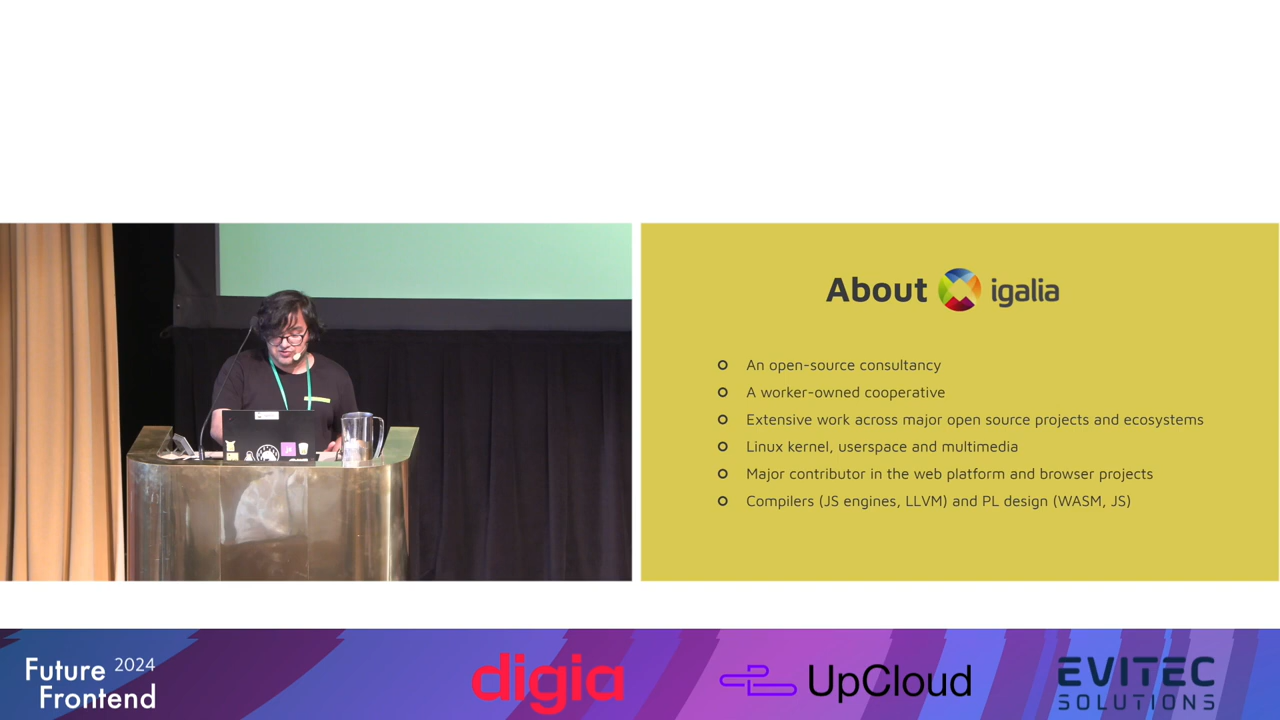 About igalia
An open-source consultancy
A worker-owned cooperative
Extensive work across major open source projects and ecosystems
Linux kernel, userspace and multimedia
Major contributor in the web platform and browser projects
Compilers (JS engines, LLVM) and PL design (WASM, JS)
Future 2024
Frontend
digia
UpCloud
EVITEC
SOLUTIONS